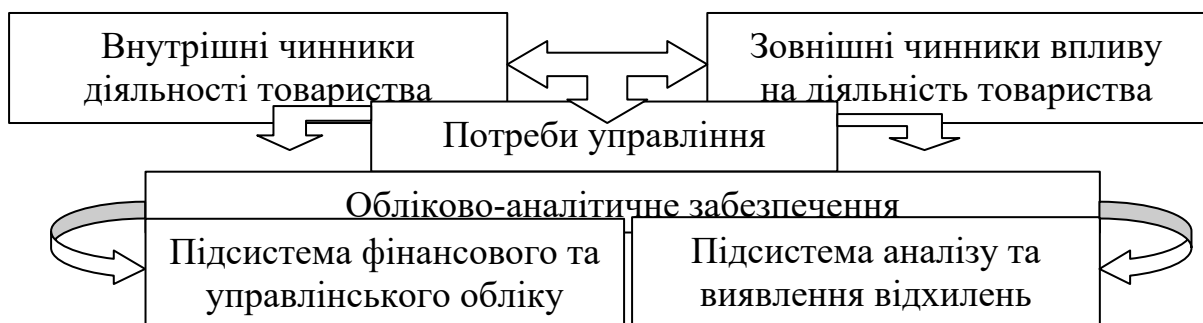 Внутрішні чинники
діяльності товариства
Зовнішні чинники впливу
на діяльність товариства
Потреби управління
Обліково-аналітичне забезпечення
Підсистема фінансового та
управлінського обліку
Підсистема аналізу та
виявлення відхилень